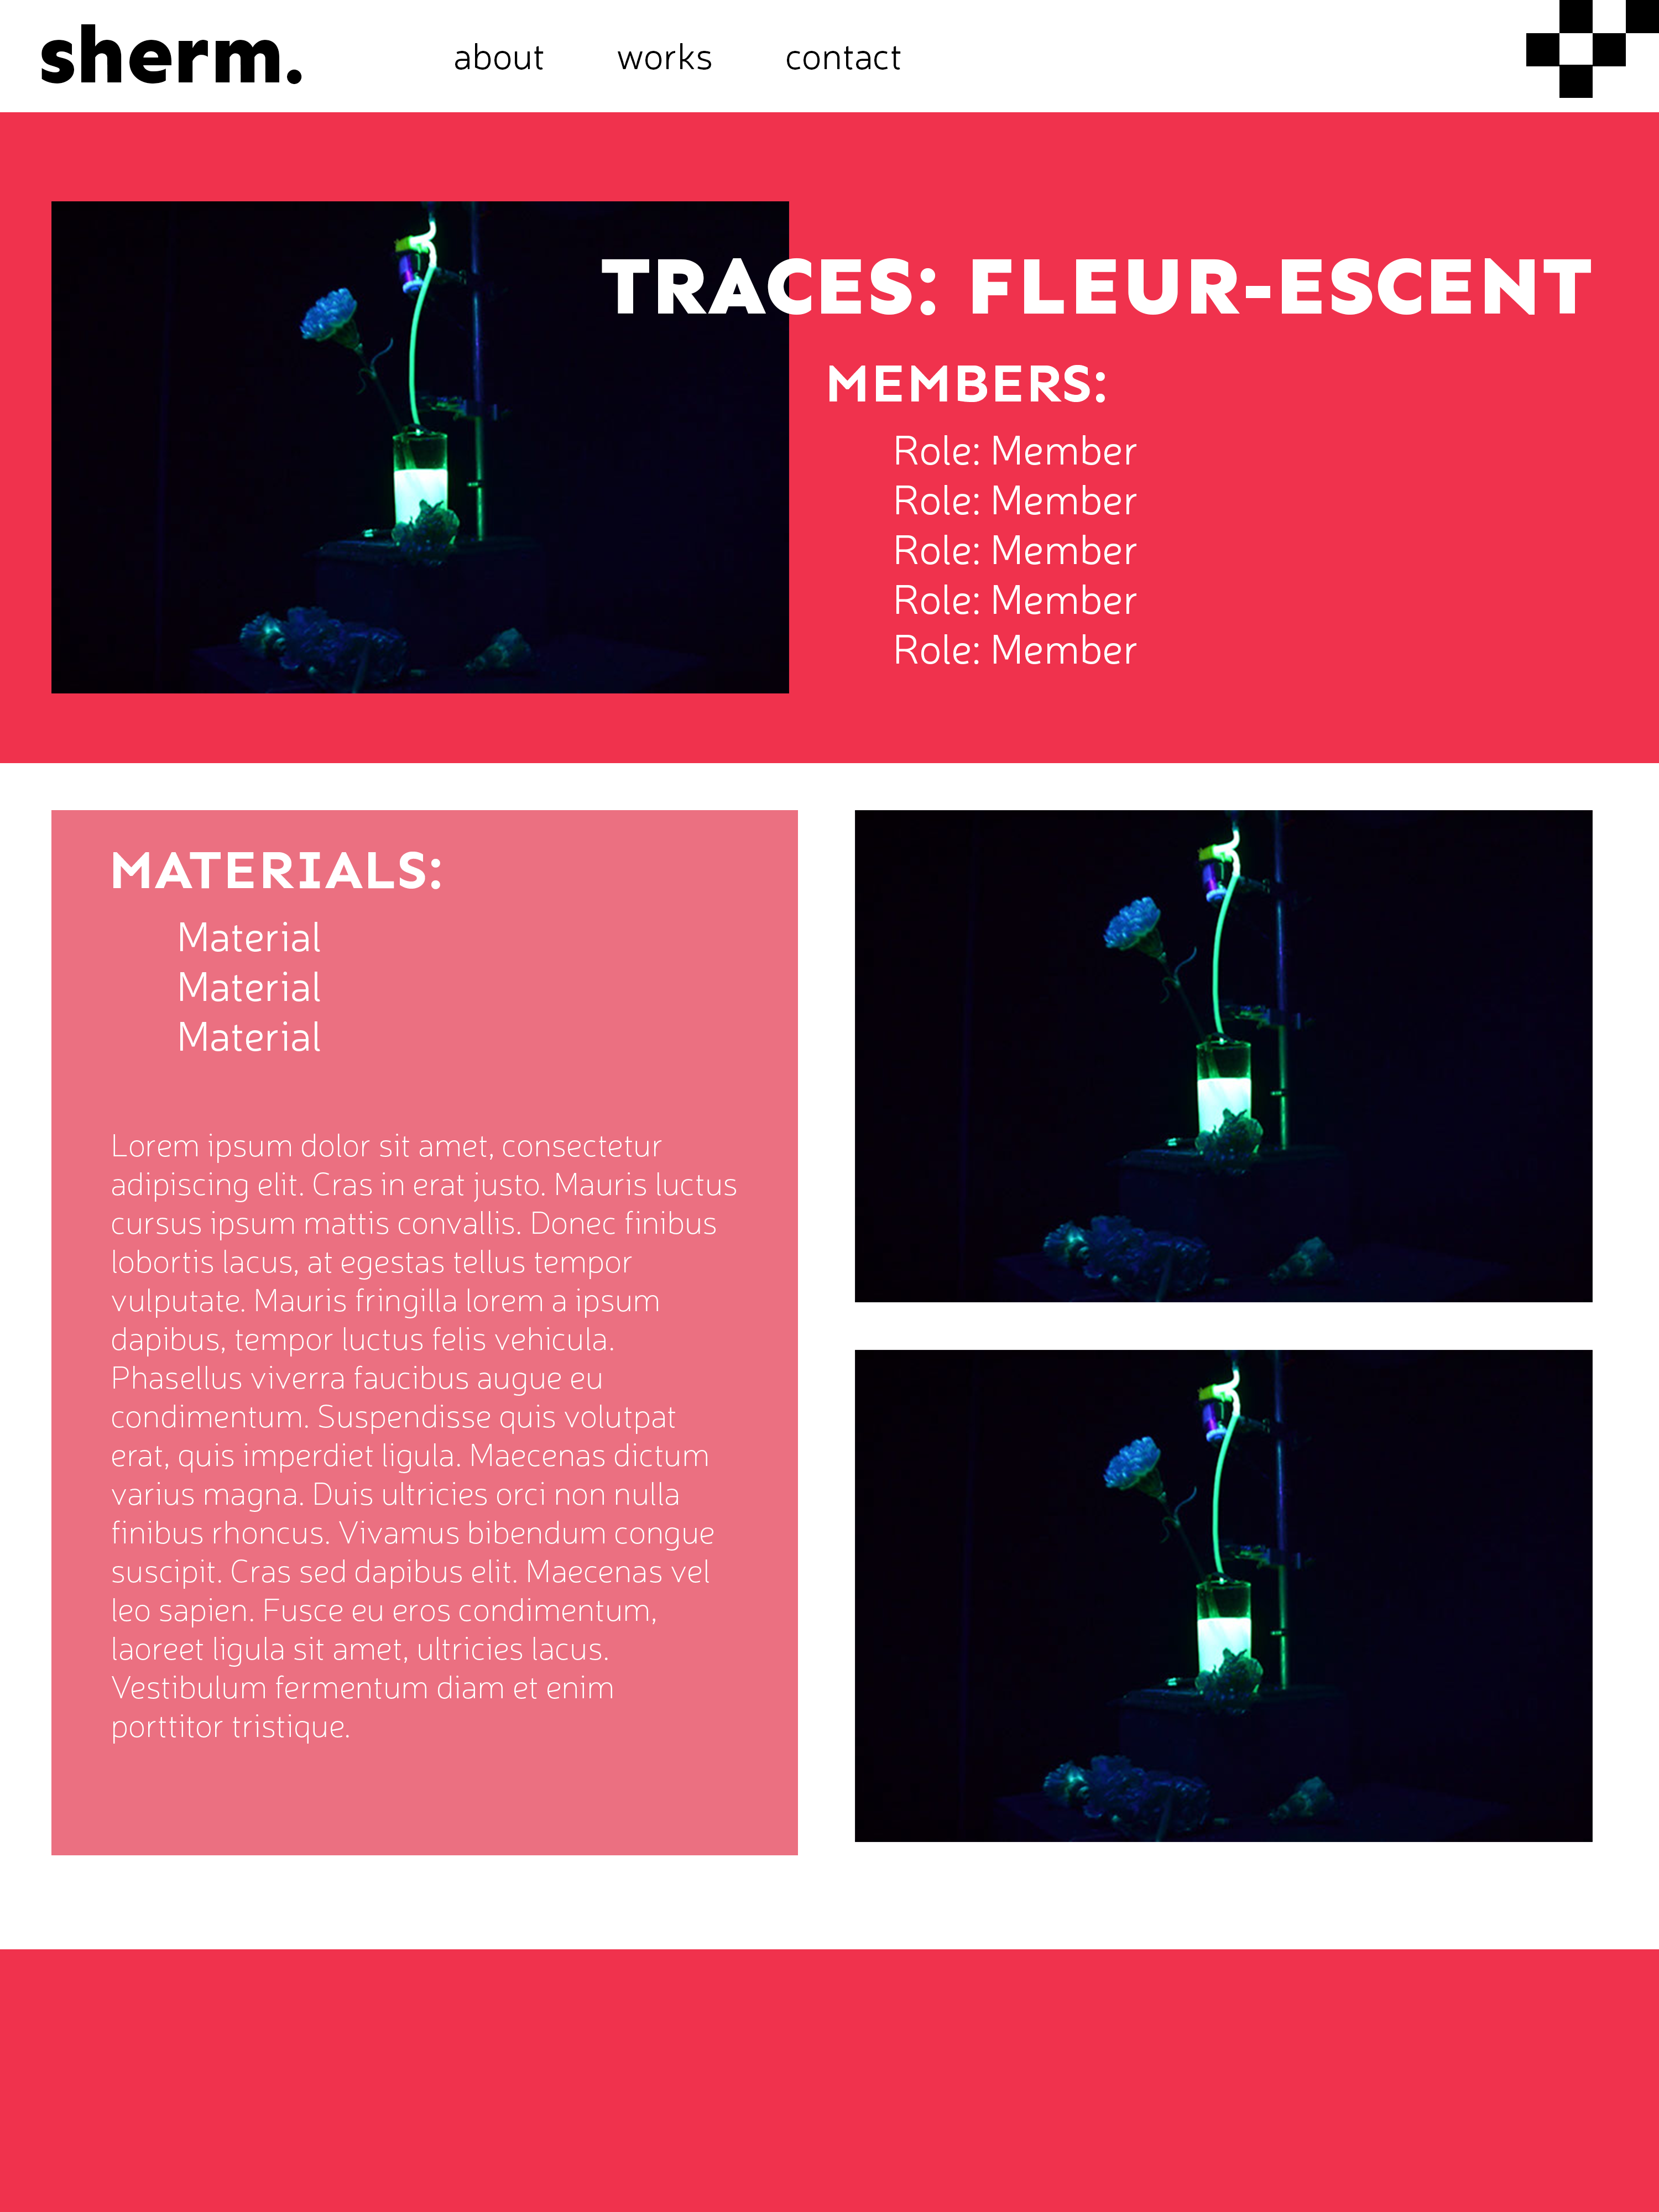 sherm.
about works contact
TRACES: FLEUR-ESCENT
MEMBERS:
Role: Member
Role: Member
Role: Member
Role: Member
Role: Member
MATERIALS:
Material
Material
Material
Lorem ipsum dolor sit amet, consectetur
adipiscing elit. Cras in erat justo. Mauris luctus
cursus ipsum mattis convallis. Donec finibus
lobortis lacus, at egestas tellus tempor
vulputate. Mauris fringilla lorem a ipsum
dapibus, tempor luctus felis vehicula.
Phasellus viverra faucibus augue eu
condimentum. Suspendisse quis volutpat
erat, quis imperdiet ligula. Maecenas dictum
varius magna. Duis ultricies orci non nulla
finibus rhoncus. Vivamus bibendum congue
suscipit. Cras sed dapibus elit. Maecenas vel
leo sapien. Fusce eu eros condimentum,
laoreet ligula sit amet, ultricies lacus.
Vestibulum fermentum diam et enim
porttitor tristique.